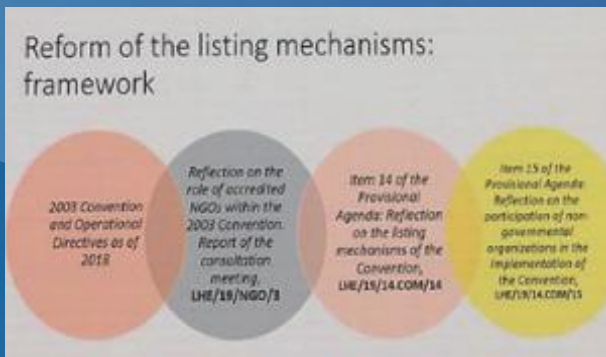 Reform of the listing mechanisms:
framework
2003 Convention
and Operational
Directives as of
2018
Reflection on the
role of accredited
NGOs within the
2003 Convention.
Report of the
consultation
meeting,
LHE/19/NGO/3
Item 14 of the
Provisional
Agenda: Reflection
on the listing
mechanisms of the
Convention,
LHE/19/14.COM/14
Item 15 of the
Provisional Agenda:
Reflection on the
participation of non-
governmental
organizations in the
Implementation of
the Convention,
LHE/19/14.COM/15